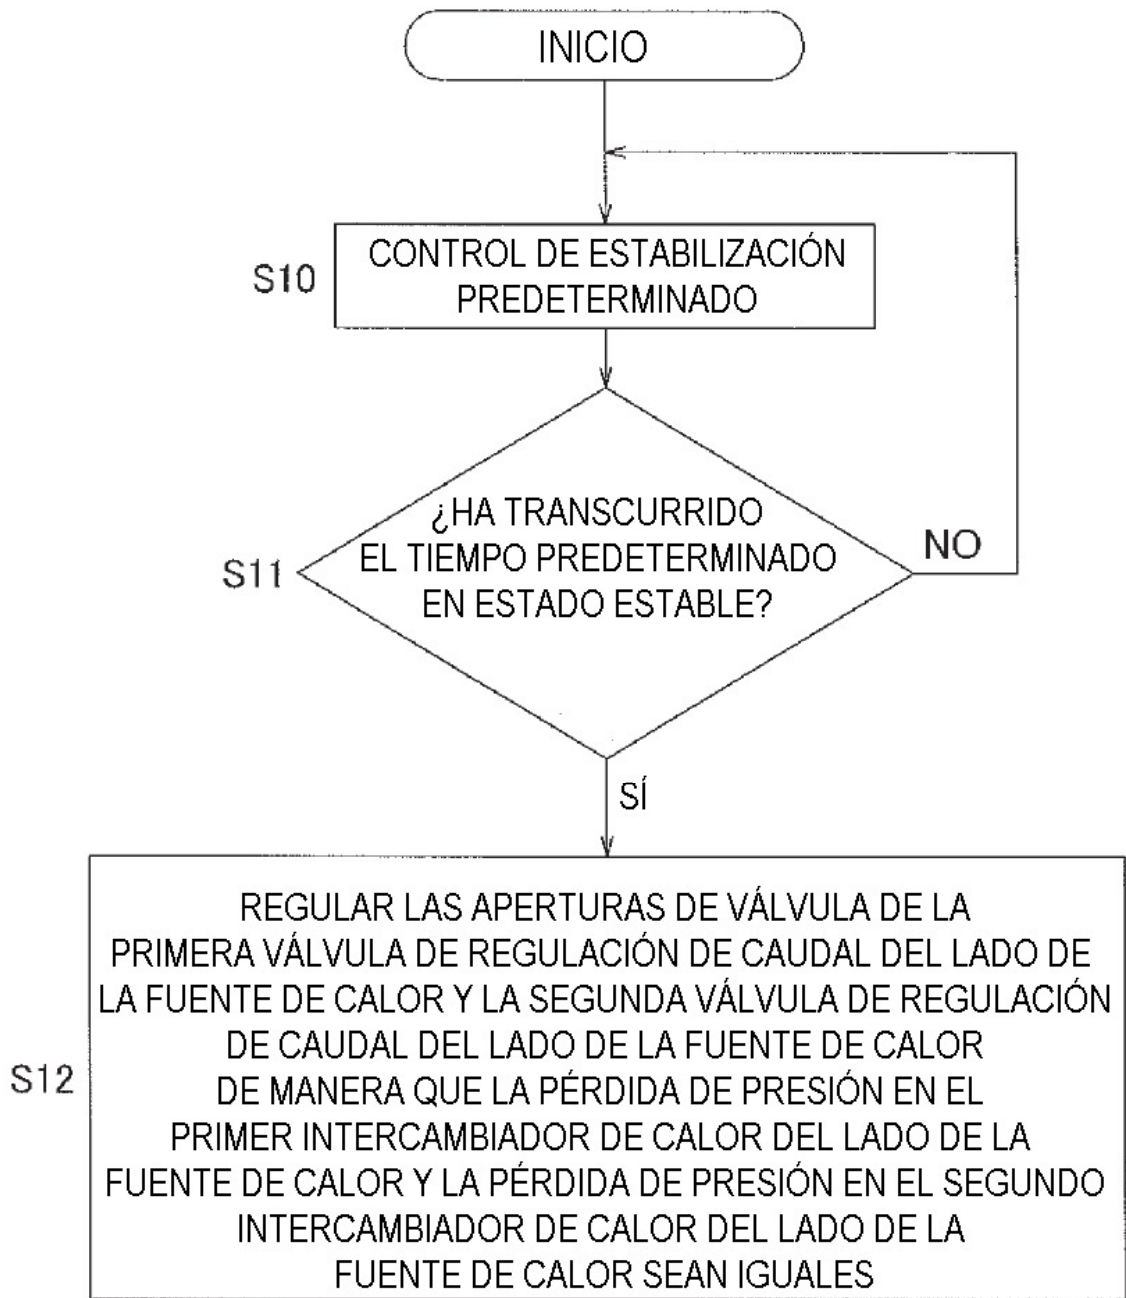 INICIO
S10
CONTROL DE ESTABILIZACIÓN
PREDETERMINADO
S11
¿HA TRANSCURRIDO
EL TIEMPO PREDETERMINADO
EN ESTADO ESTABLE?
NO
SÍ
S12
REGULAR LAS APERTURAS DE VÁLVULA DE LA
PRIMERA VÁLVULA DE REGULACIÓN DE CAUDAL DEL LADO DE
LA FUENTE DE CALOR Y LA SEGUNDA VÁLVULA DE REGULACIÓN
DE CAUDAL DEL LADO DE LA FUENTE DE CALOR
DE MANERA QUE LA PÉRDIDA DE PRESIÓN EN EL
PRIMER INTERCAMBIADOR DE CALOR DEL LADO DE LA
FUENTE DE CALOR Y LA PÉRDIDA DE PRESIÓN EN EL SEGUNDO
INTERCAMBIADOR DE CALOR DEL LADO DE LA
FUENTE DE CALOR SEAN IGUALES